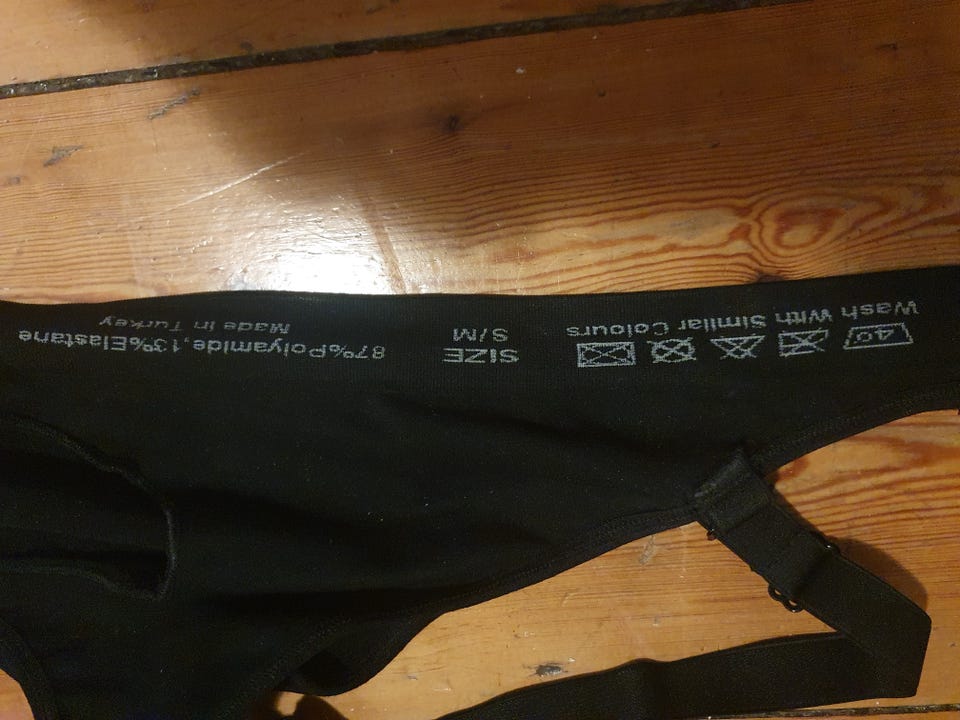 40
Wash With Similar Colours
SIZE
S/M
87%Polyamide,13%Elastane
Made in Turkey